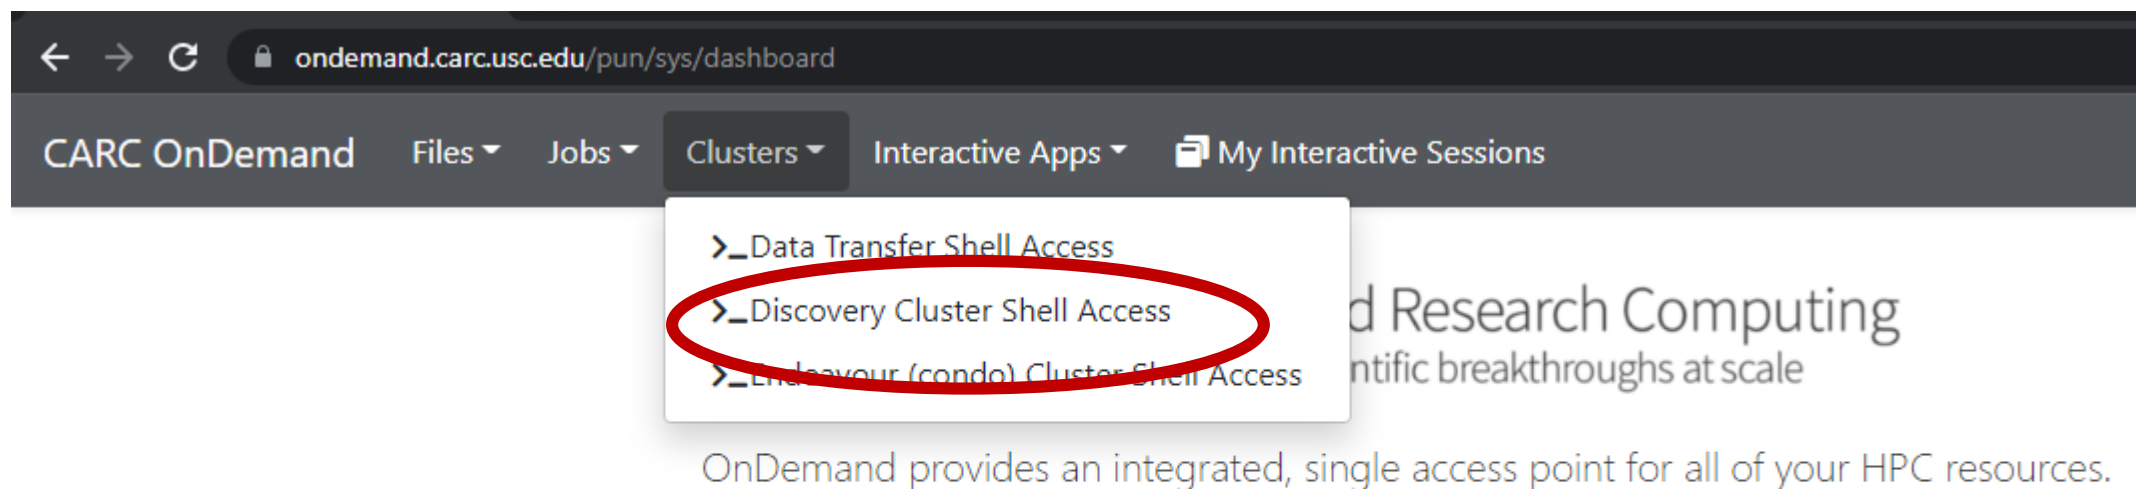 ondemand.carc.usc.edu/pun/sys/dashboard
CARC OnDemand Files Jobs Clusters Interactive Apps My Interactive Sessions
>_Data Transfer Shell Access
>_Discovery Cluster Shell Access
>_Endeavour (condo) Cluster Shell Access
d Research Computing
ntific breakthroughs at scale
OnDemand provides an integrated, single access point for all of your HPC resources.